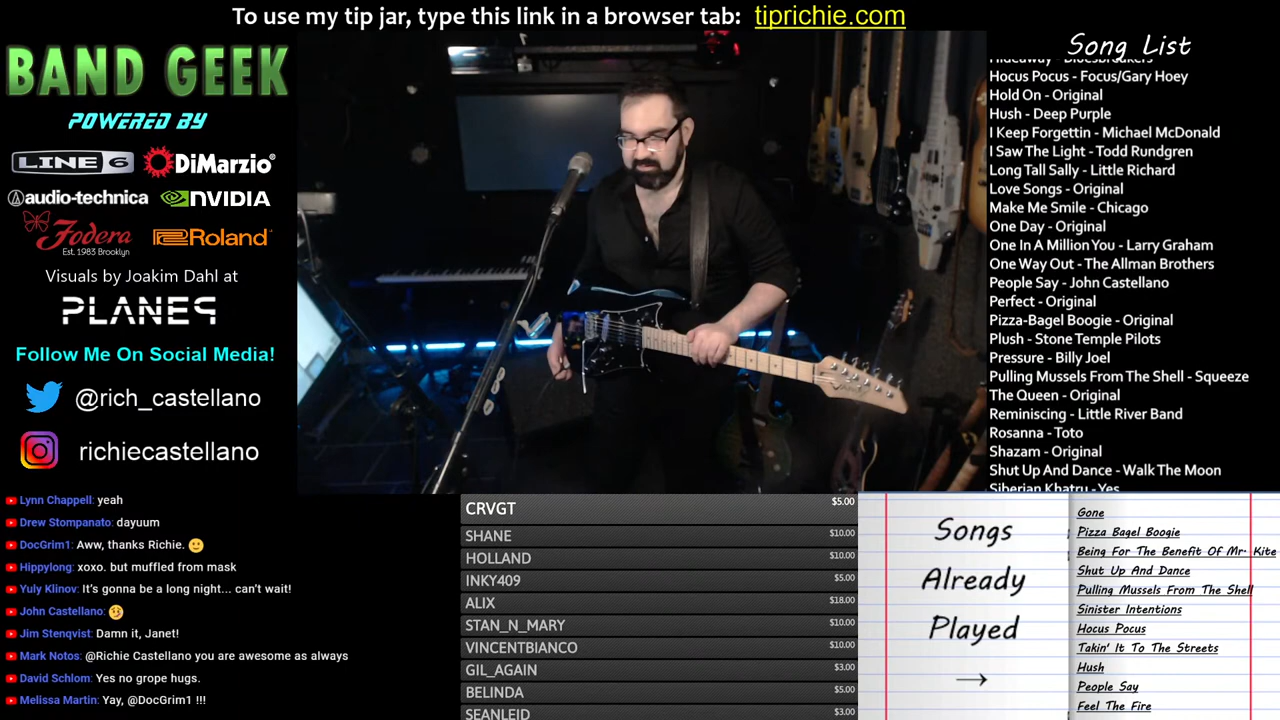 To use my tip jar, type this link in a browser tab: tiprichie.com
BAND GEEK
POWERED BY
LINE 6
DiMarzio
audio-technica
NVIDIA
Fodera
Est. 1983 Brooklyn
Roland
Visuals by Joakim Dahl at
PLANE9
Follow Me On Social Media!
@rich_castellano
richiecastellano
Lynn Chappell: yeah
Drew Stompanato: dayuum
DocGrim1: Aww, thanks Richie. 🙂
Hippylong: xoxo. but muffled from mask
Yuly Klinov: It's gonna be a long night... can't wait!
John Castellano: 🤨
Jim Stenqvist: Damn it, Janet!
Mark Notos: @Richie Castellano you are awesome as always
David Schlom: Yes no grope hugs.
Melissa Martin: Yay, @DocGrim1 !!!
CRVGT $5.00
SHANE $10.00
HOLLAND $10.00
INKY409 $5.00
ALIX $18.00
STAN_N_MARY $10.00
VINCENTBIANCO $10.00
GIL_AGAIN $3.00
BELINDA $5.00
SEANLEID $3.00
Song List
Hideaway - Bluesbreakers
Hocus Pocus - Focus/Gary Hoey
Hold On - Original
Hush - Deep Purple
I Keep Forgettin - Michael McDonald
I Saw The Light - Todd Rundgren
Long Tall Sally - Little Richard
Love Songs - Original
Make Me Smile - Chicago
One Day - Original
One In A Million You - Larry Graham
One Way Out - The Allman Brothers
People Say - John Castellano
Perfect - Original
Pizza-Bagel Boogie - Original
Plush - Stone Temple Pilots
Pressure - Billy Joel
Pulling Mussels From The Shell - Squeeze
The Queen - Original
Reminiscing - Little River Band
Rosanna - Toto
Shazam - Original
Shut Up And Dance - Walk The Moon
Siberian Khatru - Yes
Songs
Already
Played
→
Gone
Pizza Bagel Boogie
Being For The Benefit Of Mr. Kite
Shut Up And Dance
Pulling Mussels From The Shell
Sinister Intentions
Hocus Pocus
Takin' It To The Streets
Hush
People Say
Feel The Fire